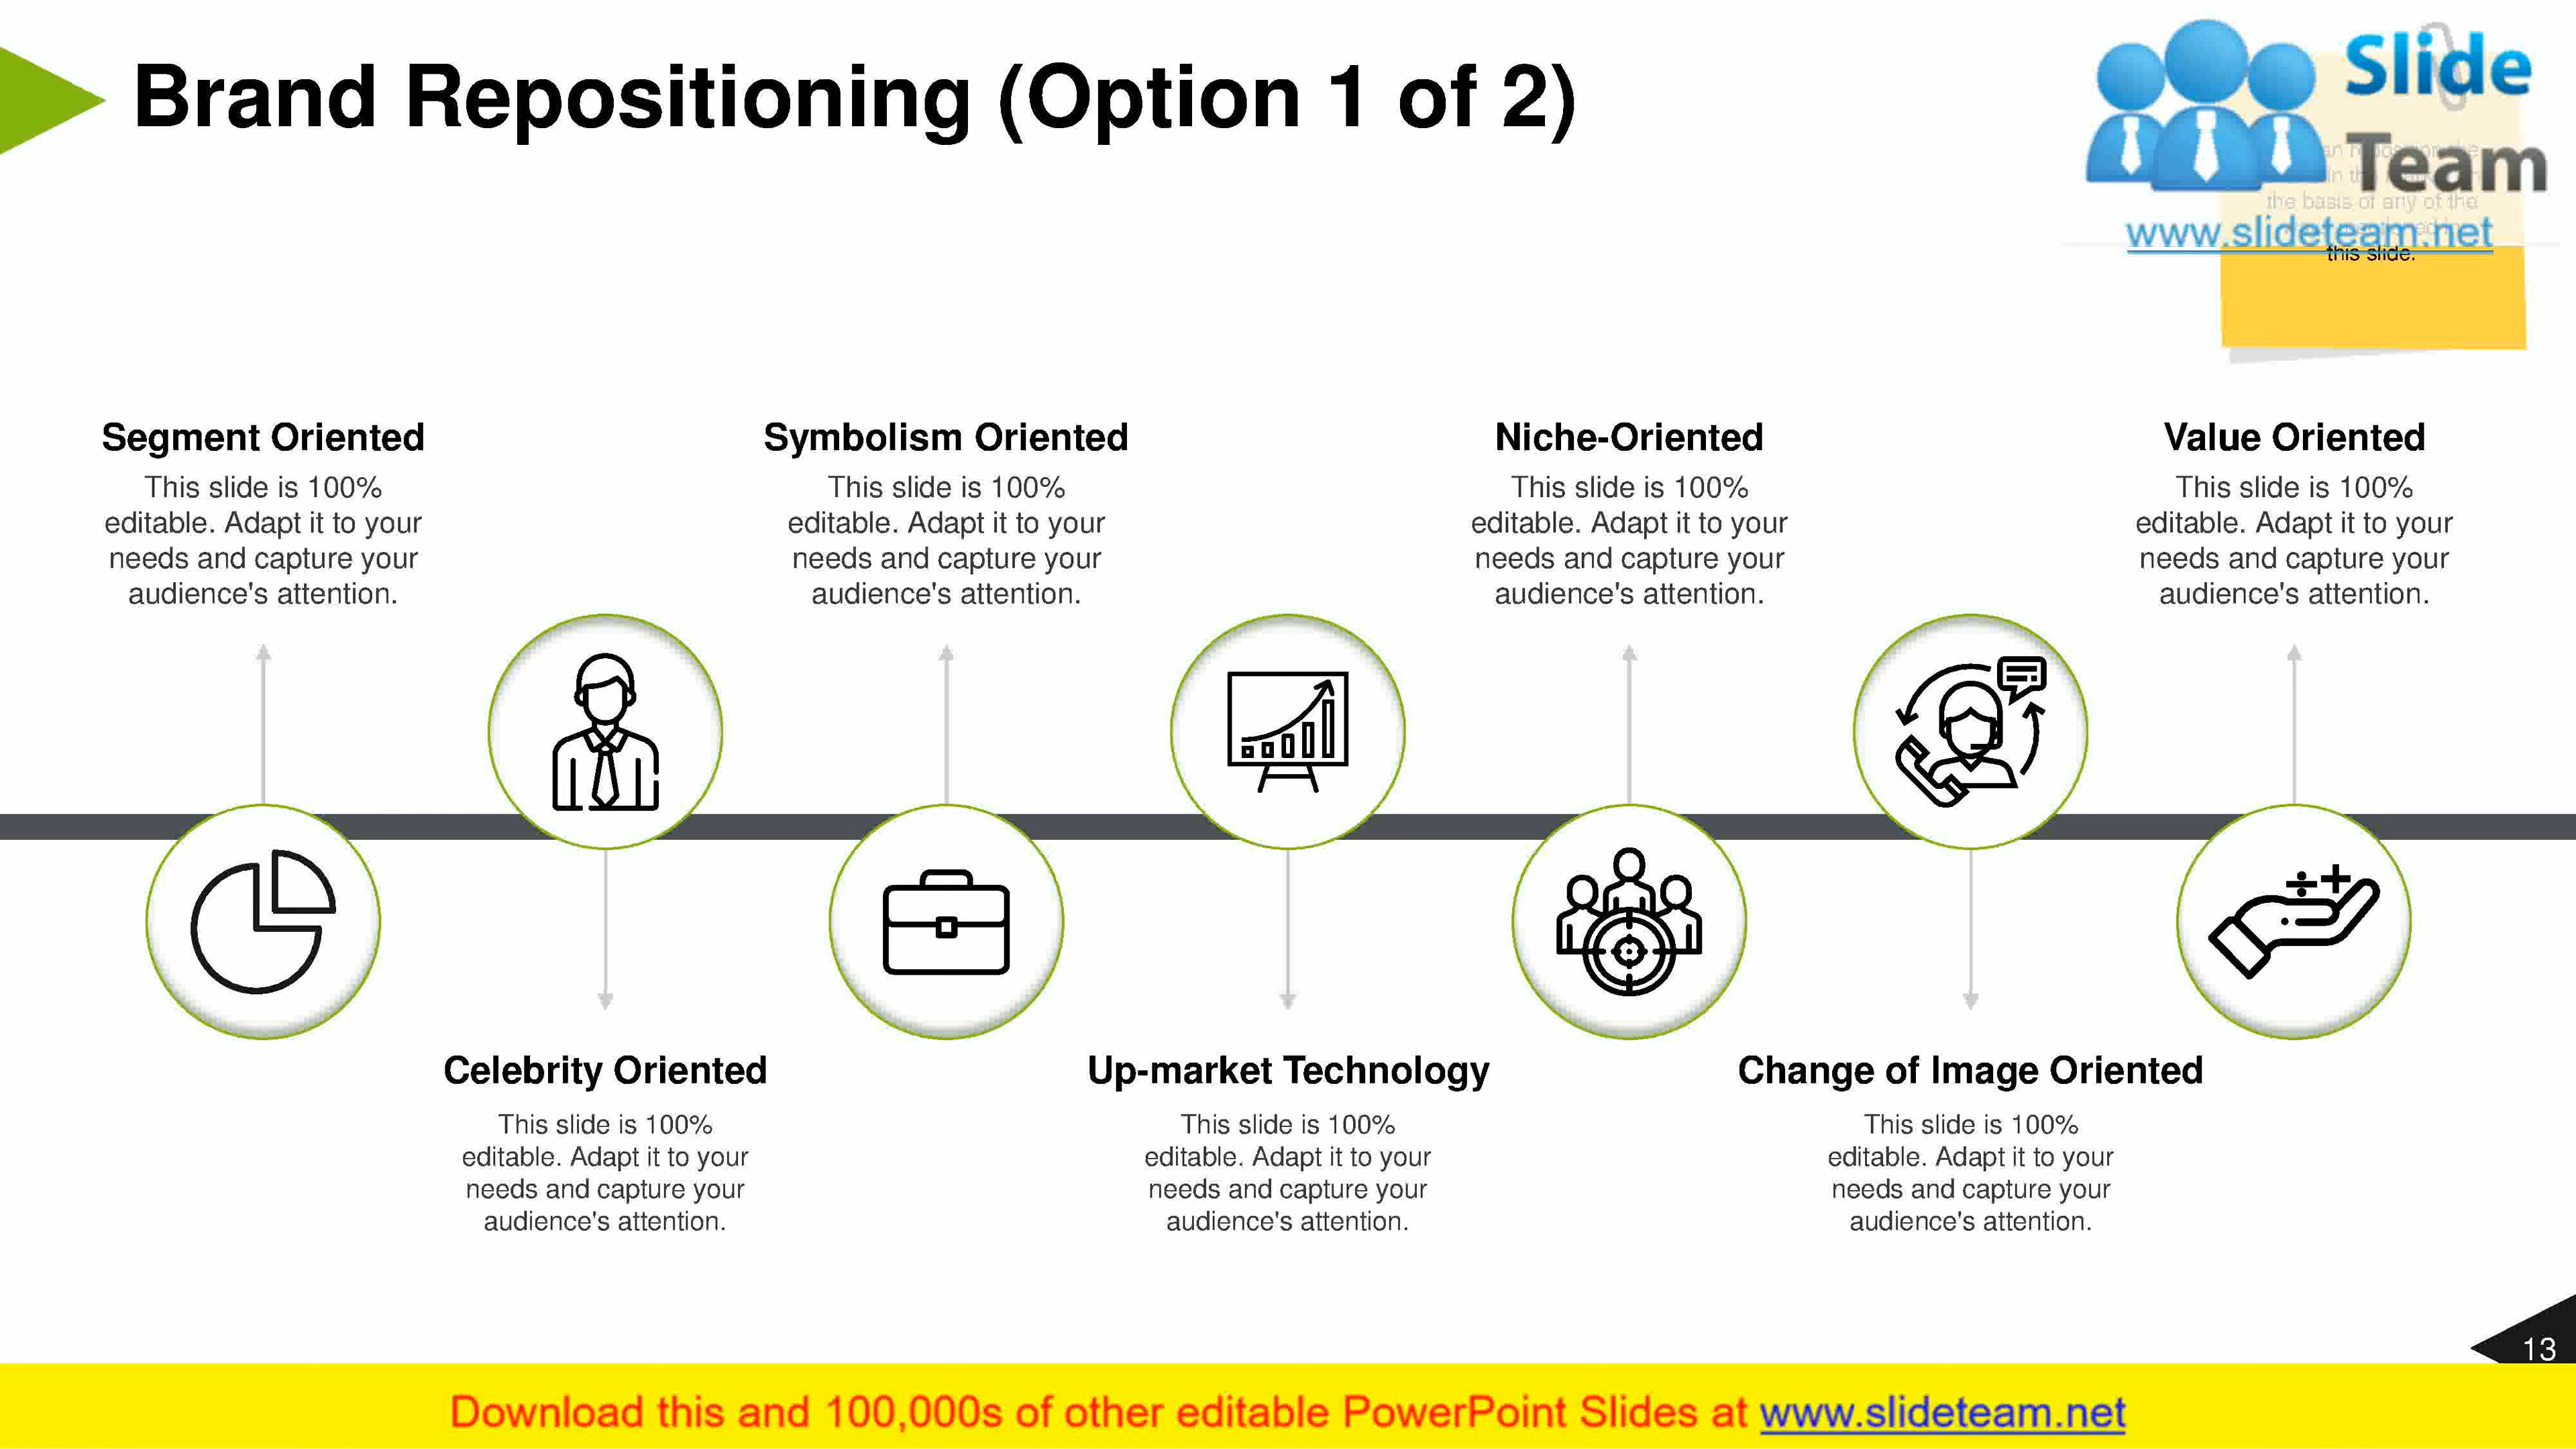 Brand Repositioning (Option 1 of 2)
Slide
Team
the basis of any of the
www.slideteam.net
this slide.
Segment Oriented
This slide is 100%
editable. Adapt it to your
needs and capture your
audience's attention.
Symbolism Oriented
This slide is 100%
editable. Adapt it to your
needs and capture your
audience's attention.
Niche-Oriented
This slide is 100%
editable. Adapt it to your
needs and capture your
audience's attention.
Value Oriented
This slide is 100%
editable. Adapt it to your
needs and capture your
audience's attention.
Celebrity Oriented
This slide is 100%
editable. Adapt it to your
needs and capture your
audience's attention.
Up-market Technology
This slide is 100%
editable. Adapt it to your
needs and capture your
audience's attention.
Change of Image Oriented
This slide is 100%
editable. Adapt it to your
needs and capture your
audience's attention.
13
Download this and 100,000s of other editable PowerPoint Slides at www.slideteam.net